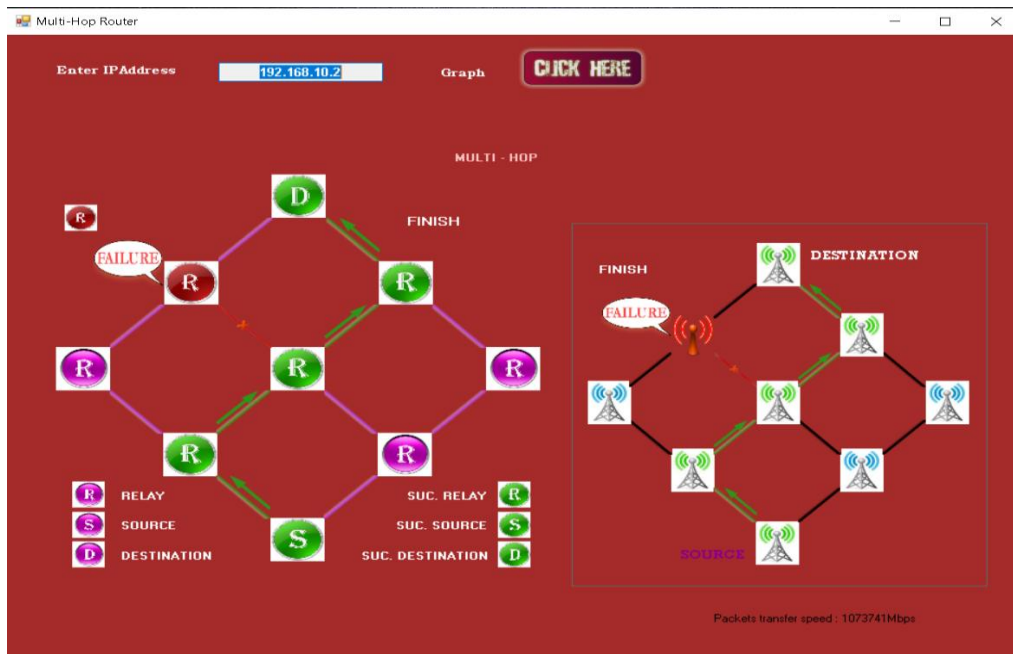 Multi-Hop Router
Enter IPAddress
192.168.10.2
Graph
CLICK HERE
MULTI - HOP
D
R
FINISH
FAILURE
R
R
R
R
R
R
R
S
R RELAY
S SOURCE
D DESTINATION
SUC. RELAY R
SUC. SOURCE S
SUC. DESTINATION D
DESTINATION
FINISH
FAILURE
SOURCE
Packets transfer speed : 1073741Mbps